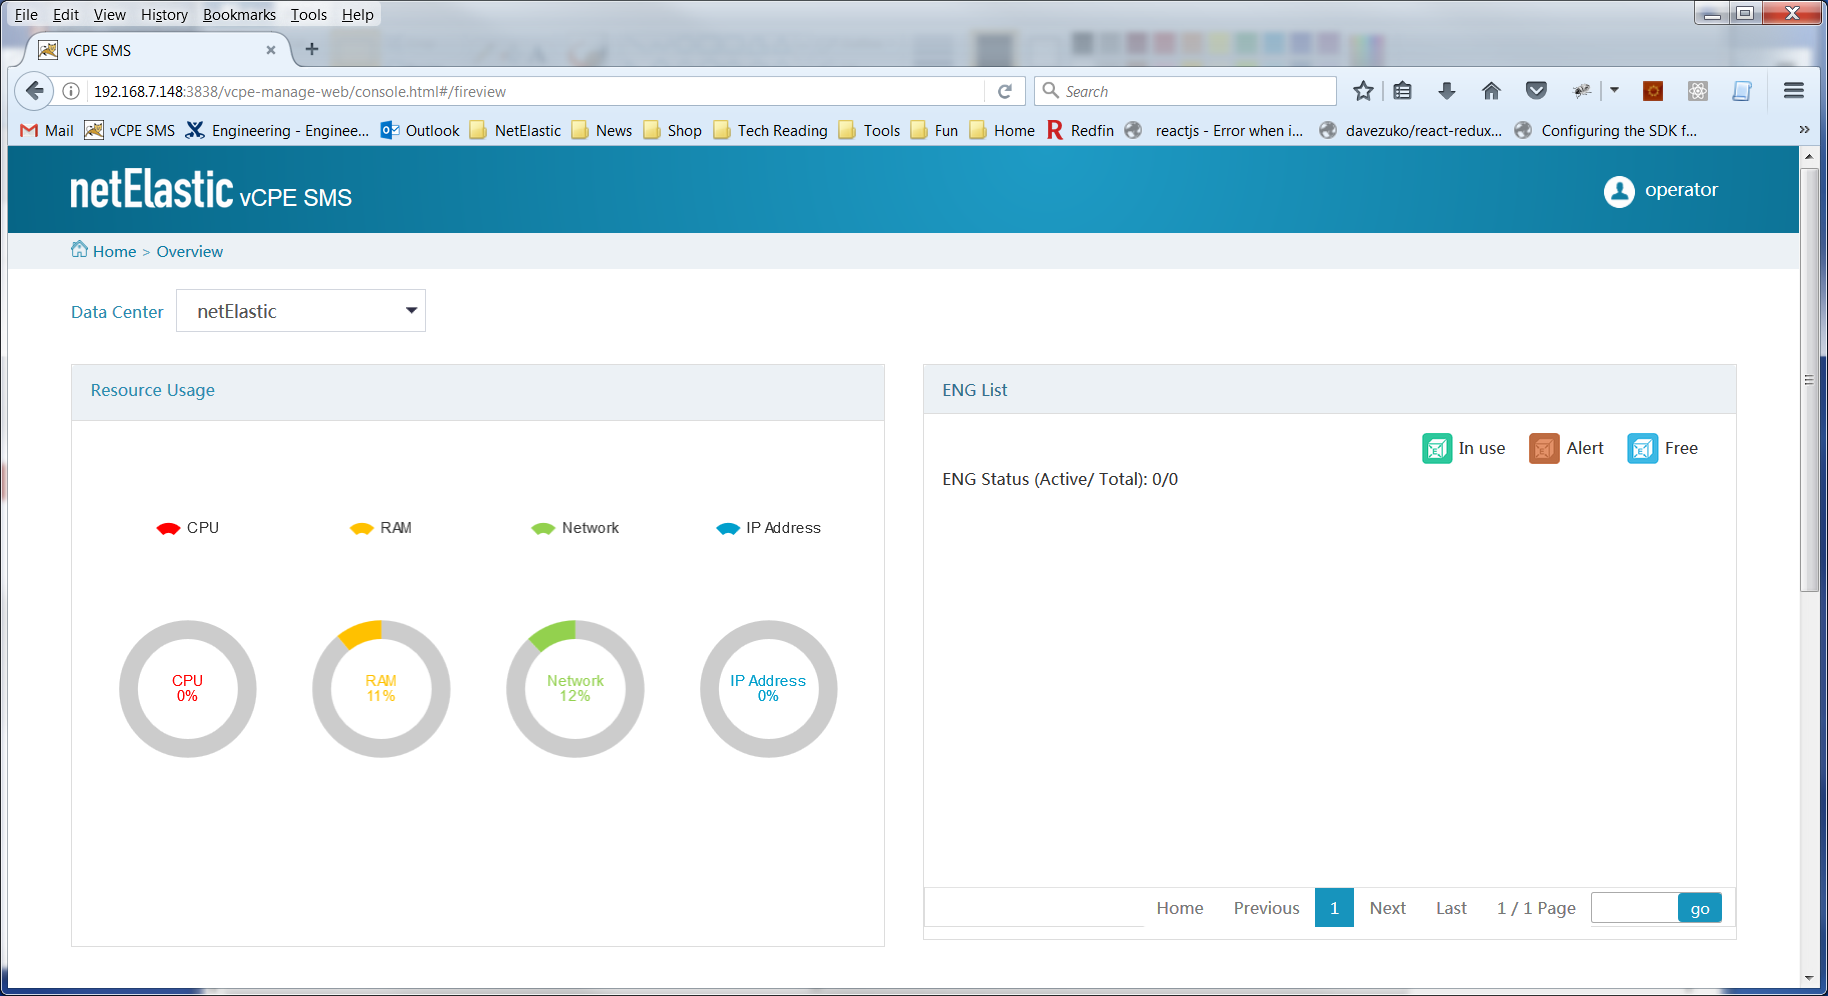 File Edit View History Bookmarks Tools Help
vCPE SMS
192.168.7.148:3838/vcpe-manage-web/console.html#/fireview
Search
Mail vCPE SMS Engineering - Enginee... Outlook NetElastic News Shop Tech Reading Tools Fun Home Redfin reactjs - Error when i... davezuko/react-redux... Configuring the SDK f...
netElastic vCPE SMS
operator
Home > Overview
Data Center netElastic
Resource Usage
CPU RAM Network IP Address
CPU
0%
RAM
11%
Network
12%
IP Address
0%
ENG List
In use Alert Free
ENG Status (Active/ Total): 0/0
Home Previous 1 Next Last 1 / 1 Page go